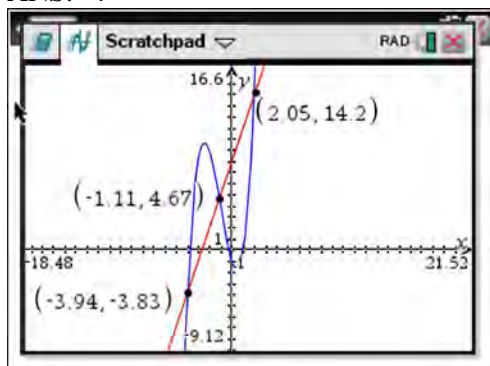 Scratchpad RAD
16.6 y
(2.05, 14.2)
(-1.11, 4.67)
1 x
-18.48 1 21.52
(-3.94, -3.83)
-9.12